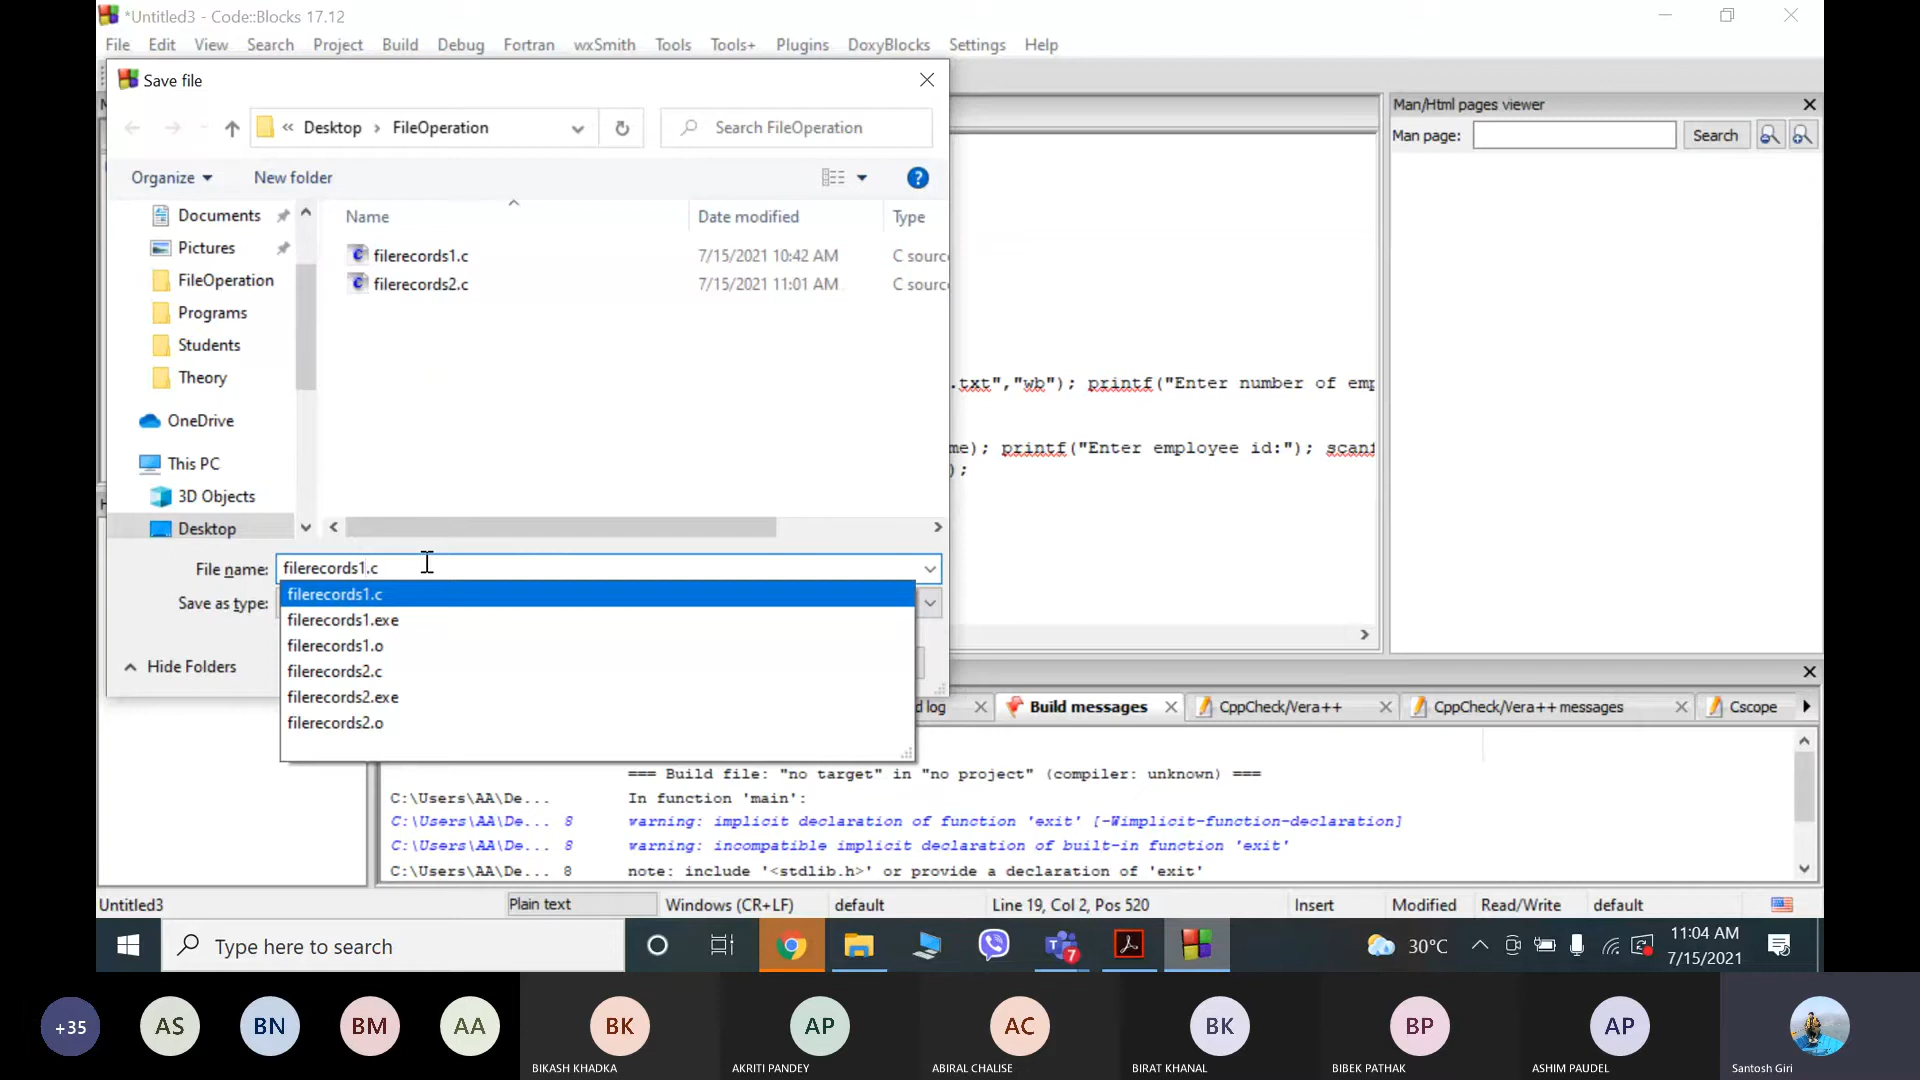 *Untitled3 - Code::Blocks 17.12
File Edit View Search Project Build Debug Fortran wxSmith Tools Tools+ Plugins DoxyBlocks Settings Help
Save file
« Desktop › FileOperation
Search FileOperation
Organize
New folder
Name
Date modified
Type
Documents
Pictures
FileOperation
Programs
Students
Theory
OneDrive
This PC
3D Objects
Desktop
filerecords1.c 7/15/2021 10:42 AM C sourc
filerecords2.c 7/15/2021 11:01 AM C sourc
File name: filerecords1.c
Save as type:
filerecords1.c
filerecords1.exe
filerecords1.o
filerecords2.c
filerecords2.exe
filerecords2.o
Hide Folders
.txt","wb"); printf("Enter number of emp
me); printf("Enter employee id:"); scanf
);
Man/Html pages viewer
Man page:
Search
d log
Build messages
CppCheck/Vera++
CppCheck/Vera++ messages
Cscope
=== Build file: "no target" in "no project" (compiler: unknown) ===
C:\Users\AA\De... In function 'main':
C:\Users\AA\De... 8 warning: implicit declaration of function 'exit' [-Wimplicit-function-declaration]
C:\Users\AA\De... 8 warning: incompatible implicit declaration of built-in function 'exit'
C:\Users\AA\De... 8 note: include '<stdlib.h>' or provide a declaration of 'exit'
Untitled3 Plain text Windows (CR+LF) default Line 19, Col 2, Pos 520 Insert Modified Read/Write default
Type here to search
7
30°C
11:04 AM
7/15/2021
+35
AS
BN
BM
AA
BK
AP
AC
BK
BP
AP
BIKASH KHADKA
AKRITI PANDEY
ABIRAL CHALISE
BIRAT KHANAL
BIBEK PATHAK
ASHIM PAUDEL
Santosh Giri